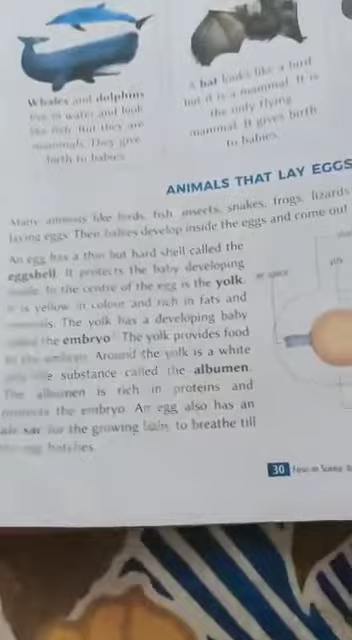 Whales and dolphins
live in water and look
like fish. But they are
mammals. They give
birth to babies.
A bat looks like a bird
but it is a mammal. It is
the only flying
mammal. It gives birth
to babies.
ANIMALS THAT LAY EGGS
Many animals like birds, fish, insects, snakes, frogs, lizards
laying eggs. Their babies develop inside the eggs and come out
An egg has a thin but hard shell called the
eggshell. It protects the baby developing
inside. In the centre of the egg is the yolk.
It is yellow in colour and rich in fats and
The yolk has a developing baby
the embryo. The yolk provides food
to the embryo. Around the yolk is a white
substance called the albumen.
The albumen is rich in proteins and
protects the embryo. An egg also has an
air sac for the growing baby to breathe till
the egg hatches.
air space
yolk
30